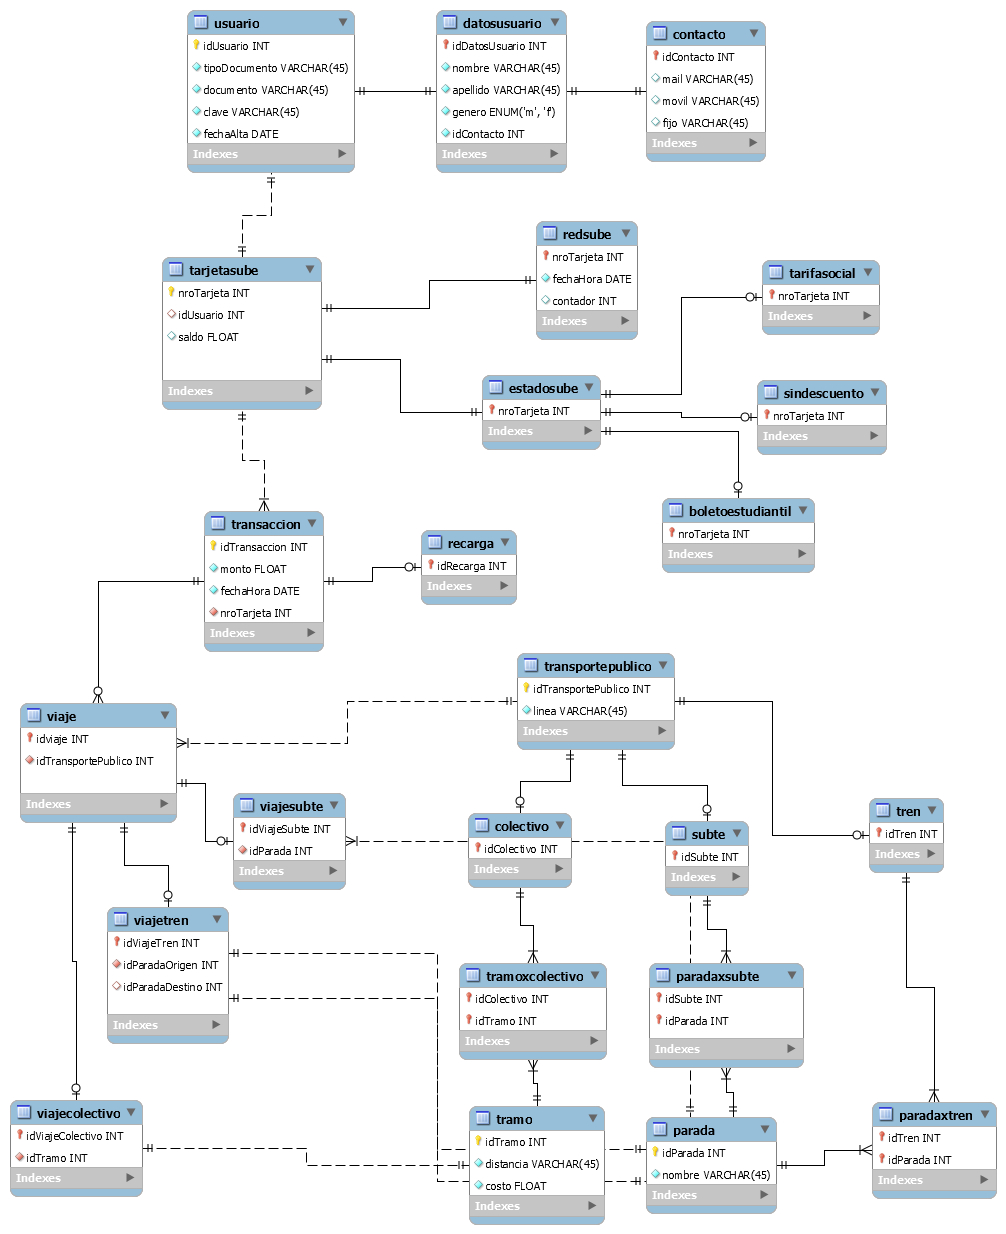 usuario
idUsuario INT
tipoDocumento VARCHAR(45)
documento VARCHAR(45)
clave VARCHAR(45)
fechaAlta DATE
Indexes
datosusuario
idDatosUsuario INT
nombre VARCHAR(45)
apellido VARCHAR(45)
genero ENUM('m', 'f')
idContacto INT
Indexes
contacto
idContacto INT
mail VARCHAR(45)
movil VARCHAR(45)
fijo VARCHAR(45)
Indexes
tarjetasube
nroTarjeta INT
idUsuario INT
saldo FLOAT
Indexes
redsube
nroTarjeta INT
fechaHora DATE
contador INT
Indexes
tarifasocial
nroTarjeta INT
Indexes
estadosube
nroTarjeta INT
Indexes
sindescuento
nroTarjeta INT
Indexes
boletoestudiantil
nroTarjeta INT
Indexes
transaccion
idTransaccion INT
monto FLOAT
fechaHora DATE
nroTarjeta INT
Indexes
recarga
idRecarga INT
Indexes
transportepublico
idTransportePublico INT
linea VARCHAR(45)
Indexes
viaje
idviaje INT
idTransportePublico INT
Indexes
viajesubte
idViajeSubte INT
idParada INT
Indexes
colectivo
idColectivo INT
Indexes
subte
idSubte INT
Indexes
tren
idTren INT
Indexes
viajetren
idViajeTren INT
idParadaOrigen INT
idParadaDestino INT
Indexes
tramoxcolectivo
idColectivo INT
idTramo INT
Indexes
paradaxsubte
idSubte INT
idParada INT
Indexes
viajecolectivo
idViajeColectivo INT
idTramo INT
Indexes
tramo
idTramo INT
distancia VARCHAR(45)
costo FLOAT
Indexes
parada
idParada INT
nombre VARCHAR(45)
Indexes
paradaxtren
idTren INT
idParada INT
Indexes